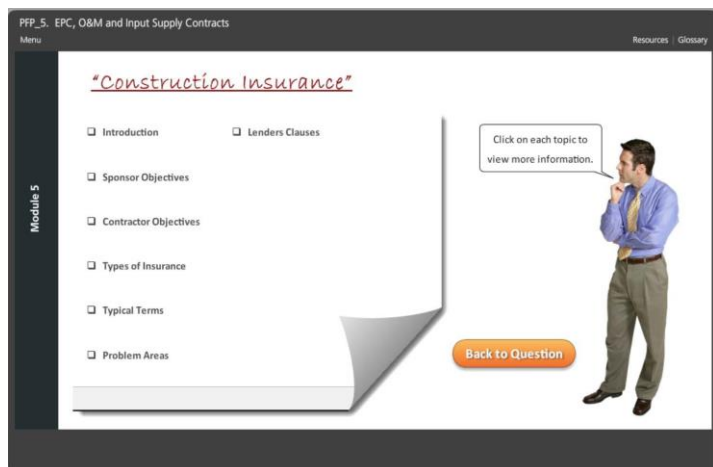 PFP_5. EPC, O&M and Input Supply Contracts
Menu
Resources | Glossary
Module 5
"Construction Insurance"
Introduction
Lenders Clauses
Sponsor Objectives
Contractor Objectives
Types of Insurance
Typical Terms
Problem Areas
Click on each topic to
view more information.
Back to Question